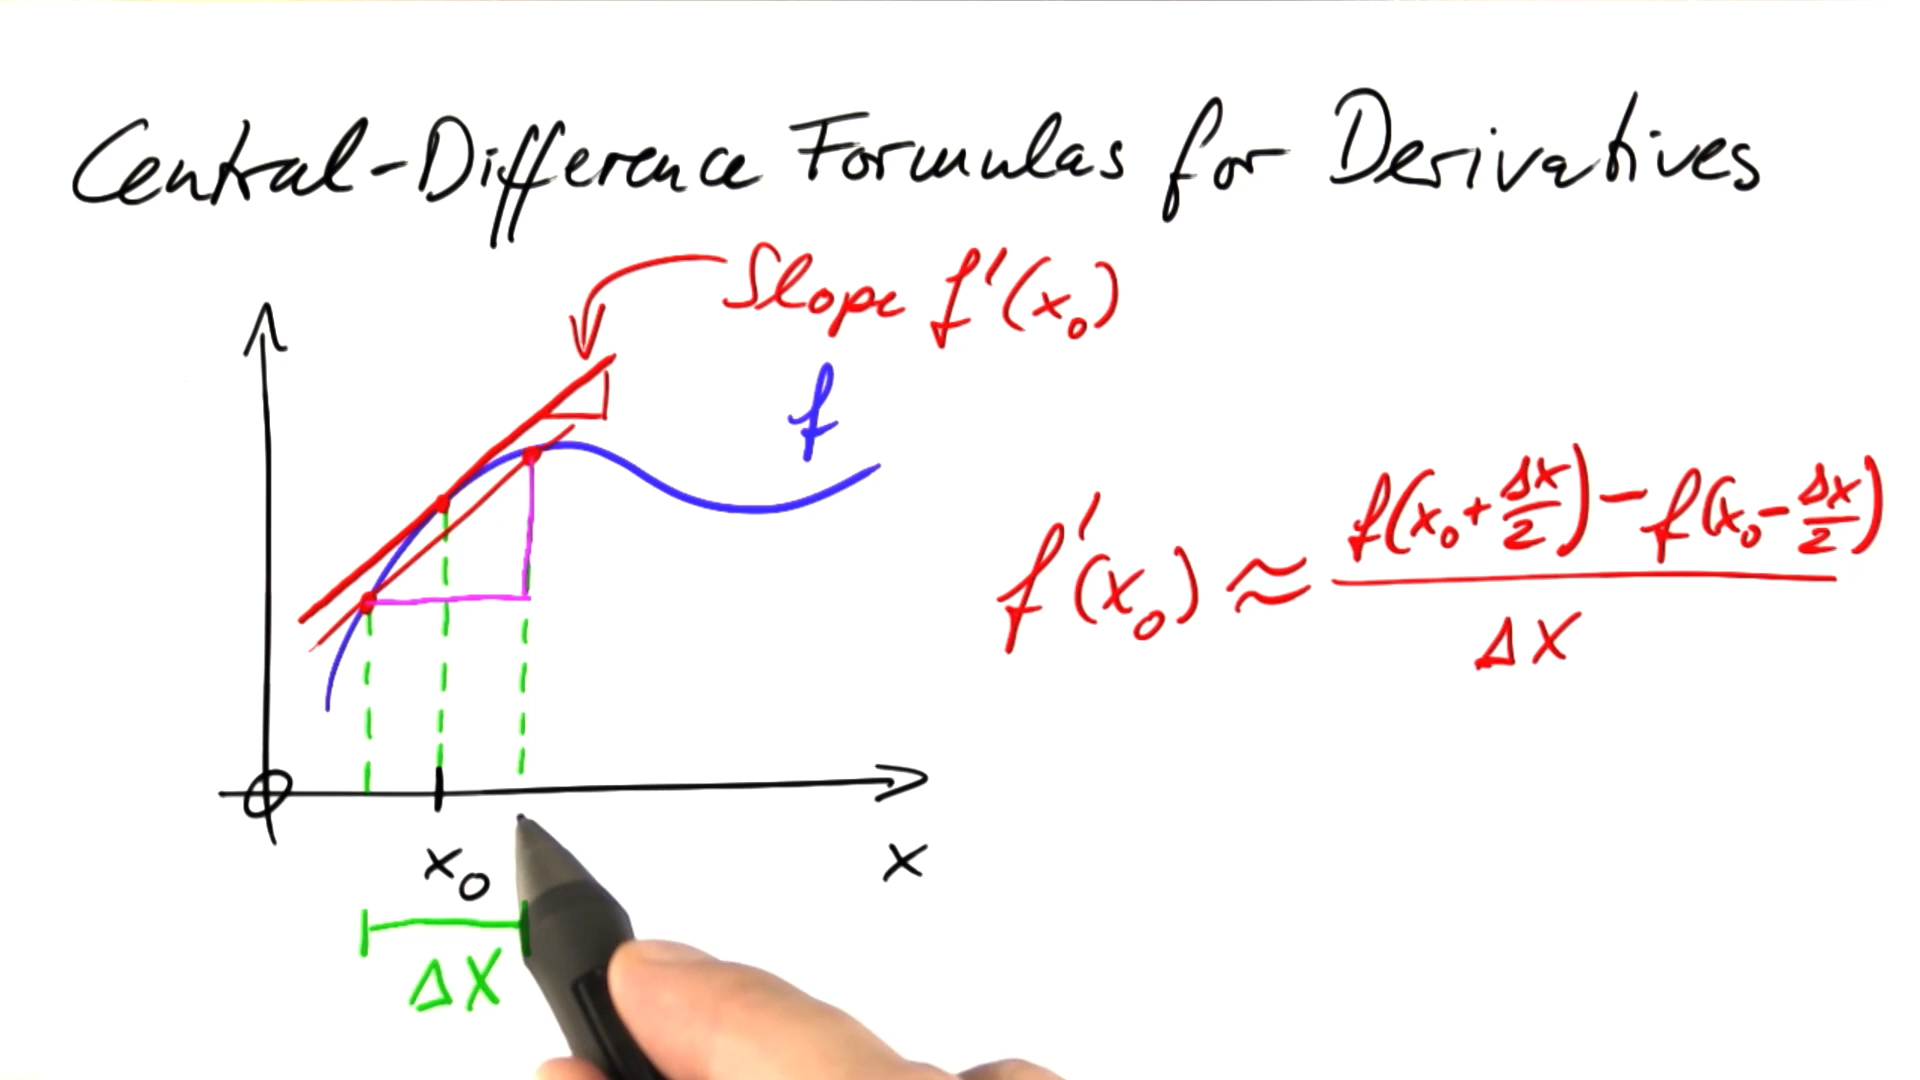 Central-Difference Formulas for Derivatives
Slope f'(x₀)
f
f'(x₀) ≈ (f(x₀+Δx/2) − f(x₀−Δx/2)) / Δx
x₀
x
Δx